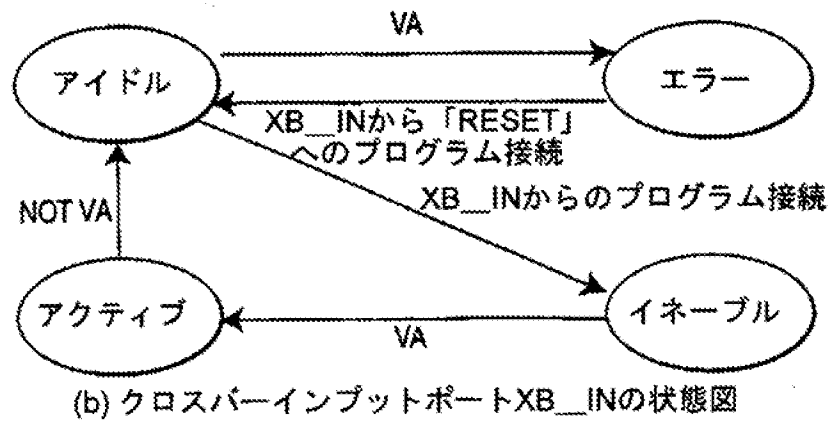 VA
アイドル
エラー
XB__INから「RESET」
へのプログラム接続
XB__INからのプログラム接続
NOT VA
アクティブ
イネーブル
VA
(b) クロスバーインプットポートXB__INの状態図